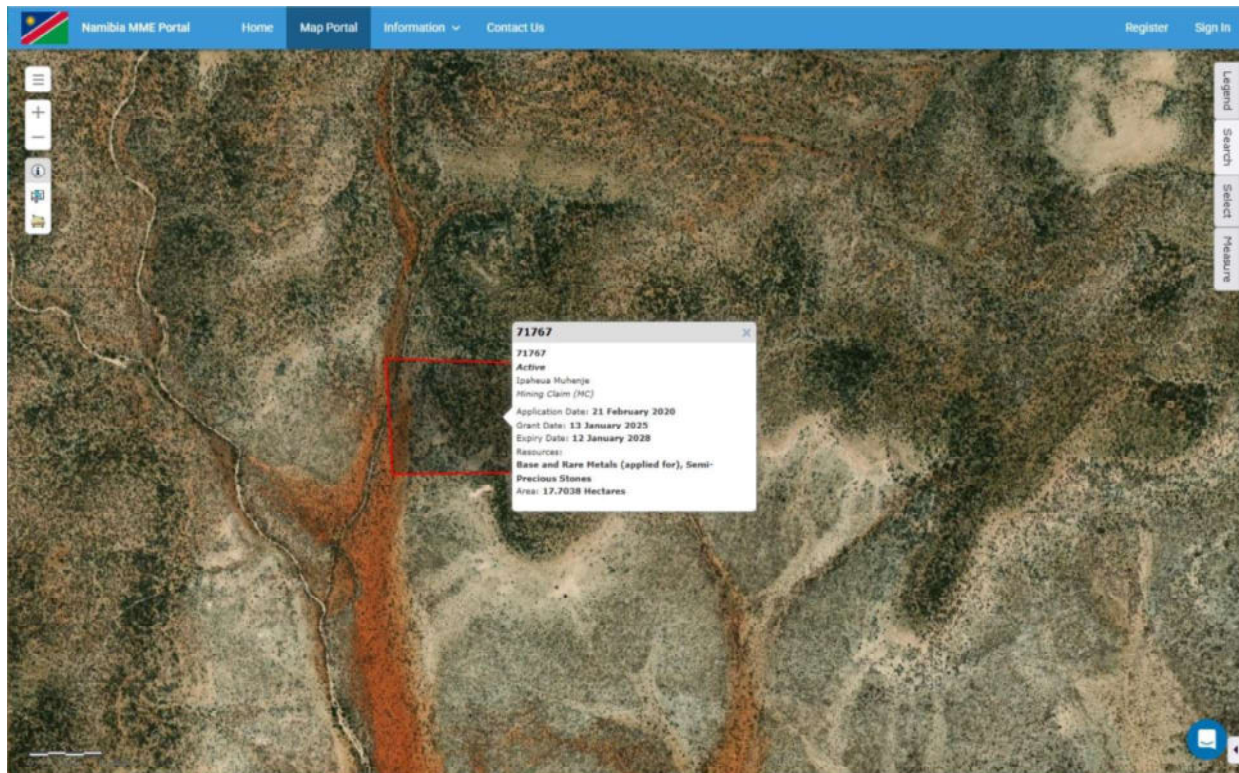 Namibia MME Portal
Home
Map Portal
Information
Contact Us
Register
Sign In
Legend
Search
Select
Measure
71767
71767
Active
Ipaheua Muhenje
Mining Claim (MC)
Application Date: 21 February 2020
Grant Date: 13 January 2025
Expiry Date: 12 January 2028
Resources:
Base and Rare Metals (applied for), Semi-
Precious Stones
Area: 17.7038 Hectares